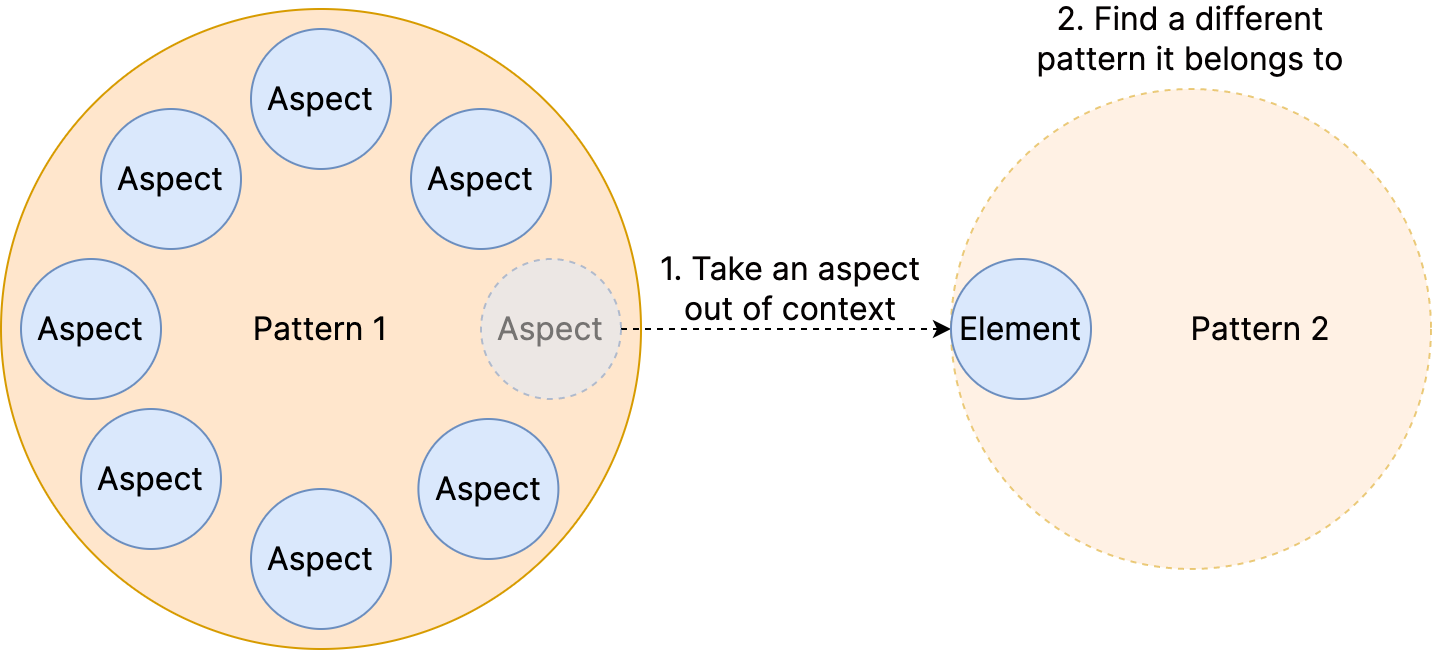 2. Find a different
pattern it belongs to
Aspect
Aspect
Aspect
1. Take an aspect
out of context
Aspect
Pattern 1
Aspect
Element
Pattern 2
Aspect
Aspect
Aspect